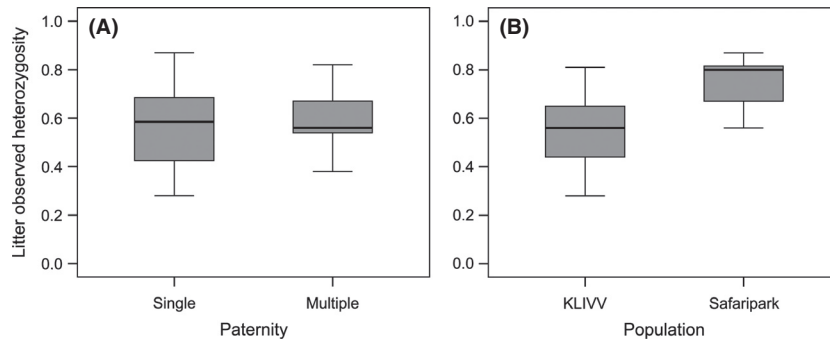 (A)
(B)
Litter observed heterozygosity
1.0
0.8
0.6
0.4
0.2
0.0
Single
Multiple
Paternity
1.0
0.8
0.6
0.4
0.2
0.0
KLIVV
Safaripark
Population